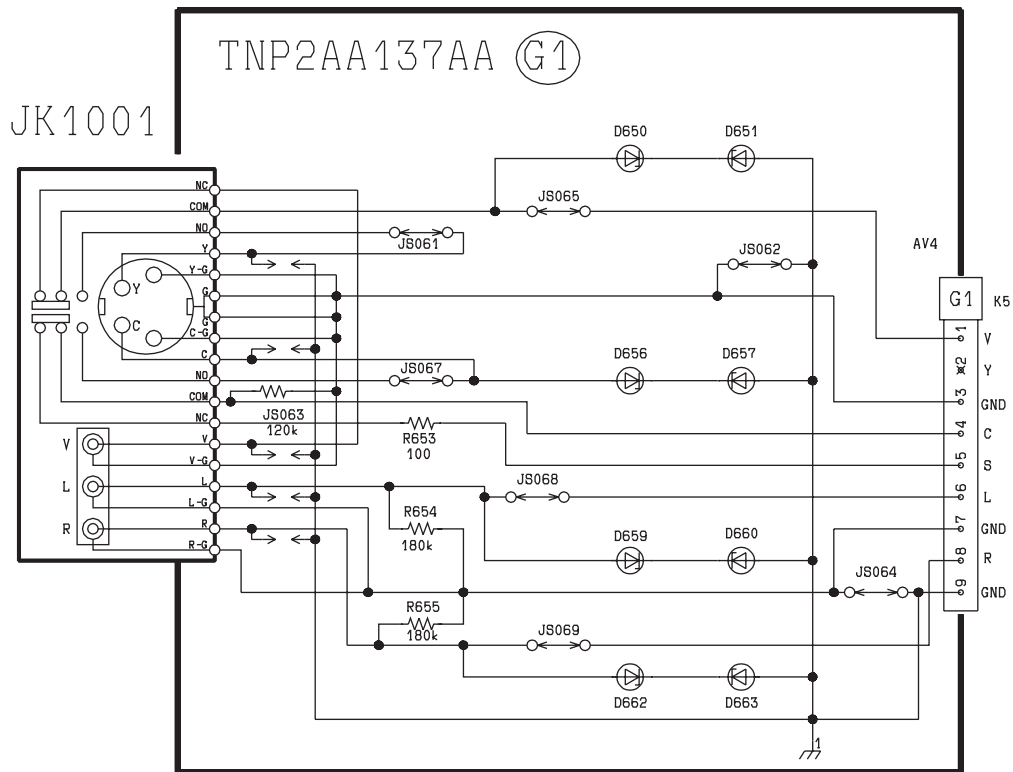 TNP2AA137AA G1
JK1001
D650 D651
NC
COM
JS065
NO
JS061
Y
JS062
AV4
Y-G
G
Y
G1 K5
G
C
C-G
1 V
C
D656 D657
2 Y
NO
JS067
COM
3 GND
JS063
120k
NC
R653
100
4 C
V
V
V-G
5 S
L
L
JS068
6 L
L-G
R654
180k
R
R
7 GND
D659 D660
R-G
8 R
JS064
9 GND
R655
180k
JS069
D662 D663
1